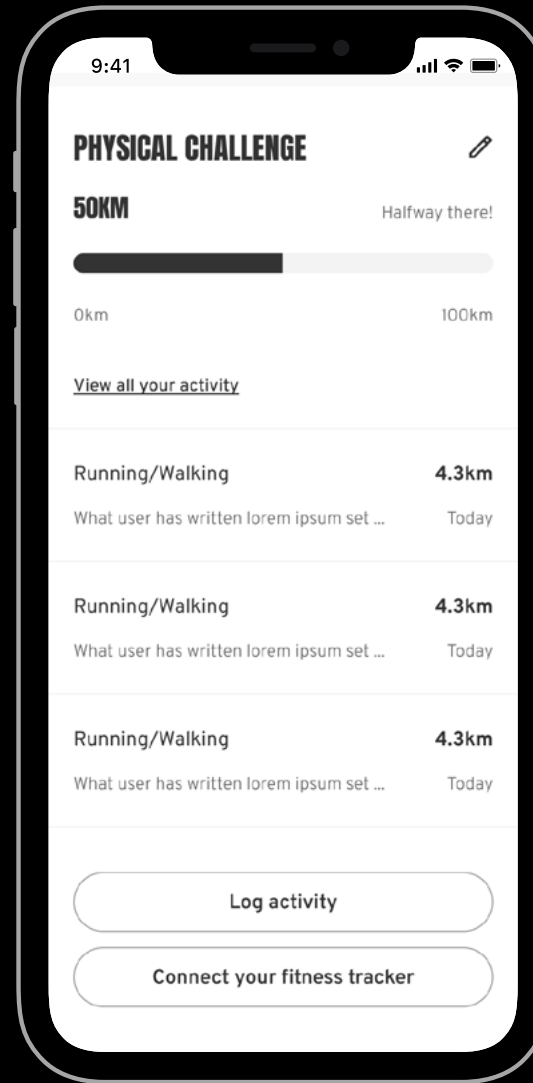 9:41
PHYSICAL CHALLENGE
50KM
Halfway there!
0km
100km
View all your activity
Running/Walking
4.3km
What user has written lorem ipsum set ...
Today
Running/Walking
4.3km
What user has written lorem ipsum set ...
Today
Running/Walking
4.3km
What user has written lorem ipsum set ...
Today
Log activity
Connect your fitness tracker